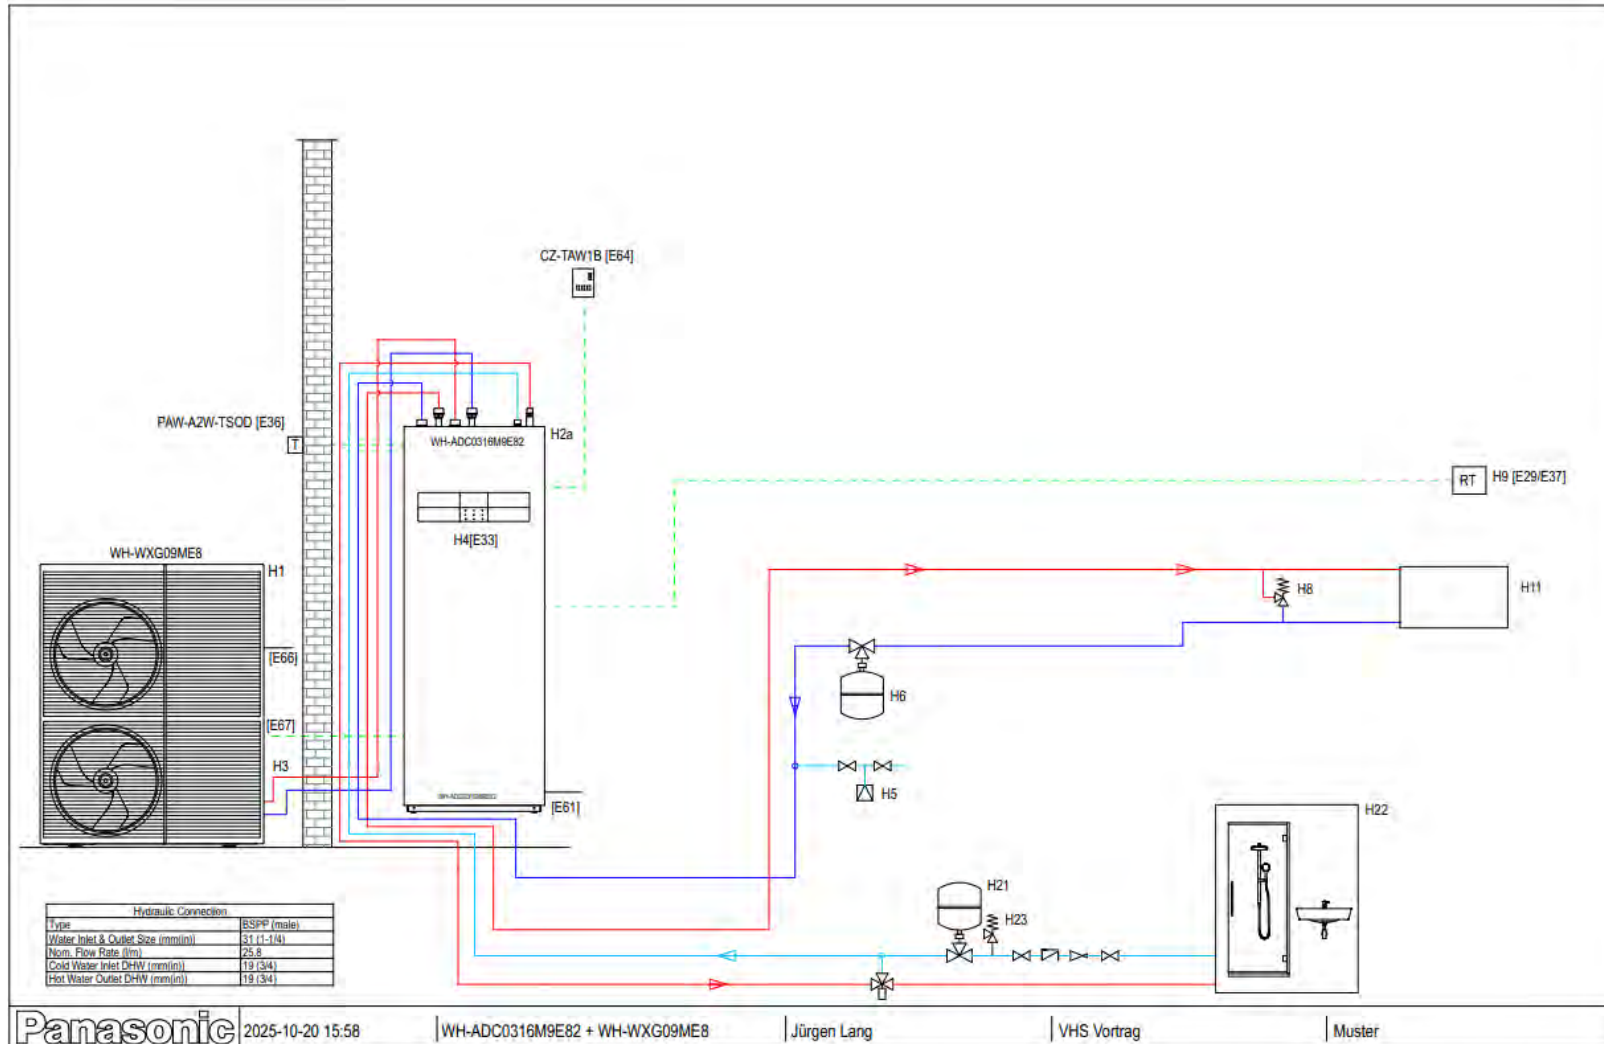 CZ-TAW1B [E64]
PAW-A2W-TSOD [E36]
T
WH-ADC0316M9E82
H2a
RT
H9 [E29/E37]
H4[E33]
WH-WXG09ME8
H1
H8
H11
[E66]
H6
[E67]
H3
H5
[E61]
H22
H21
H23
Hydraulic Connection
Type BSPP (male)
Water Inlet & Outlet Size (mm(in)) 31 (1-1/4)
Nom. Flow Rate (l/m) 25.8
Cold Water Inlet DHW (mm(in)) 19 (3/4)
Hot Water Outlet DHW (mm(in)) 19 (3/4)
Panasonic 2025-10-20 15:58 WH-ADC0316M9E82 + WH-WXG09ME8 Jürgen Lang VHS Vortrag Muster